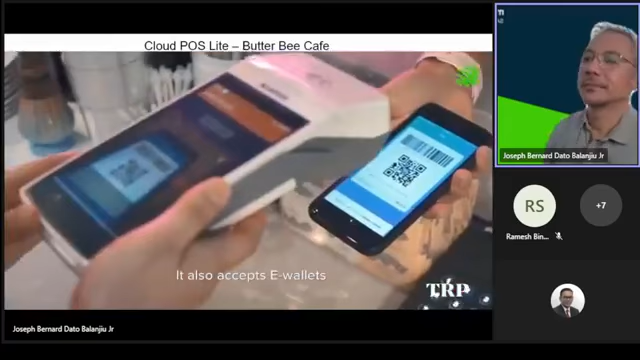 Cloud POS Lite – Butter Bee Cafe
It also accepts E-wallets
TRP
Joseph Bernard Dato Balanjiu Jr
Joseph Bernard Dato Balanjiu Jr
RS
Ramesh Bin...
+7